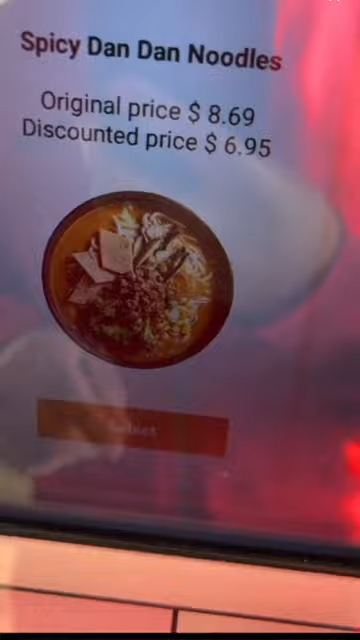 Spicy Dan Dan Noodles
Original price $ 8.69
Discounted price $ 6.95